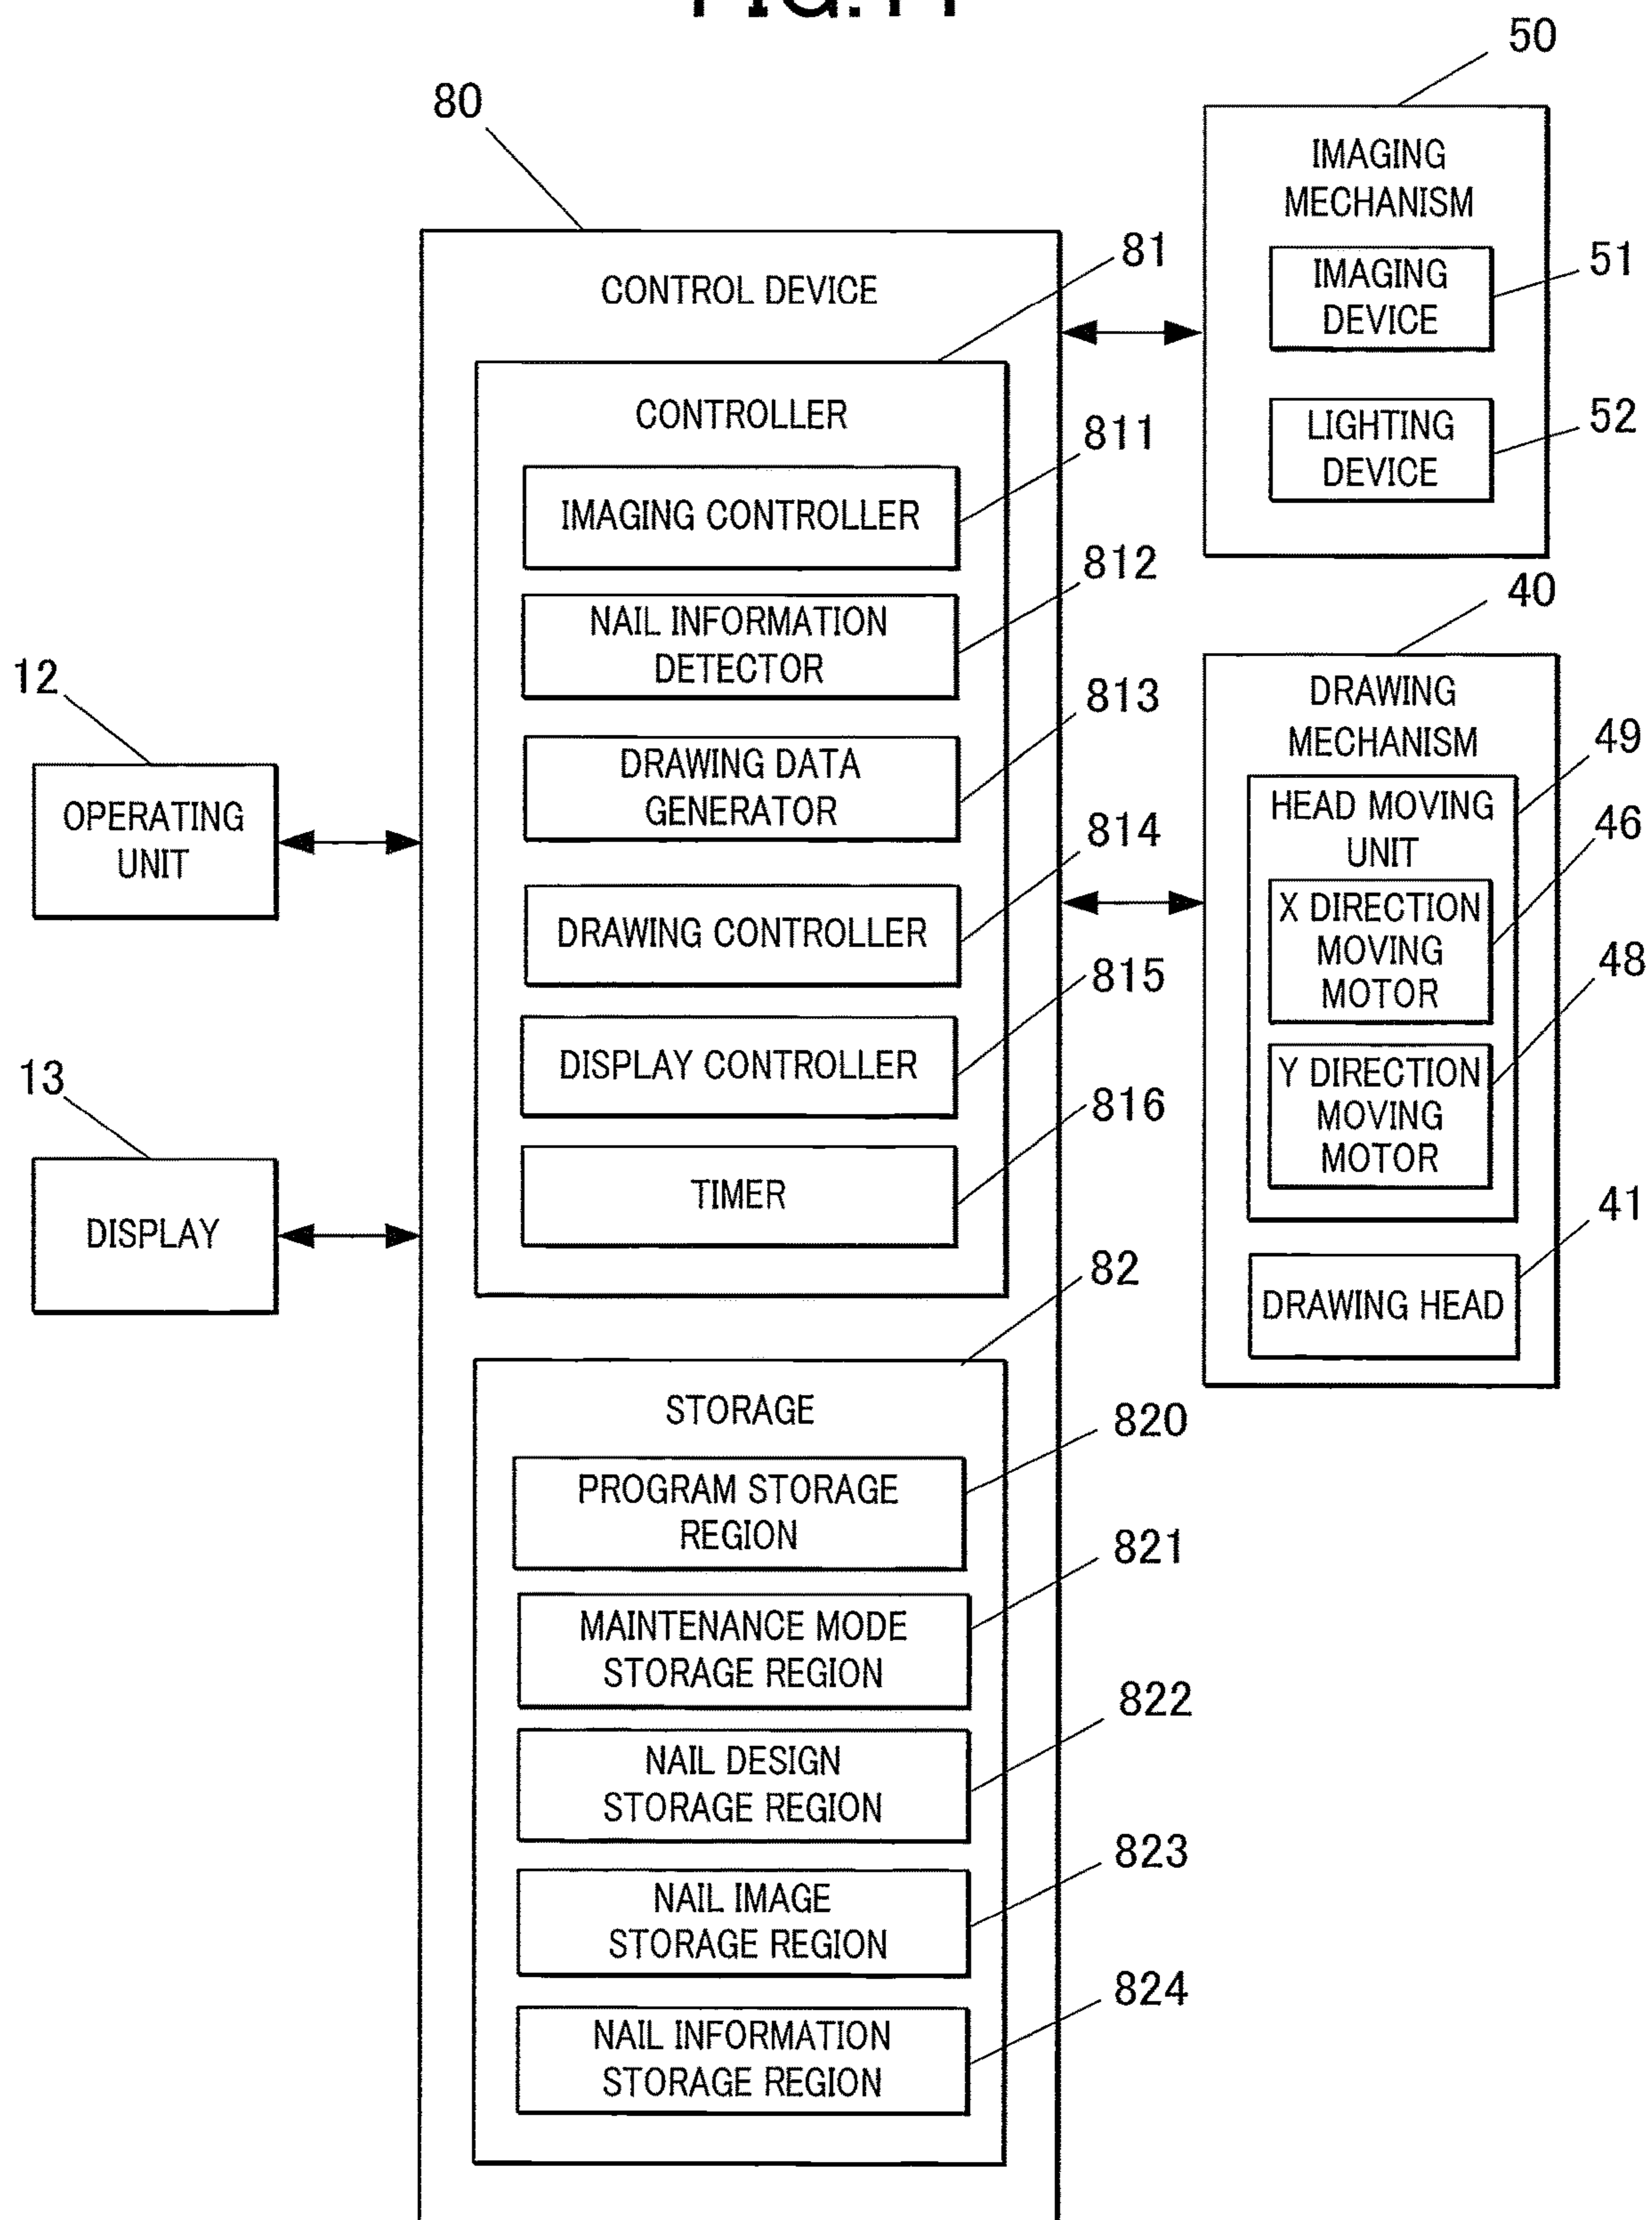 50
80
IMAGING
MECHANISM
81
51
IMAGING
DEVICE
CONTROL DEVICE
CONTROLLER
811
52
LIGHTING
DEVICE
IMAGING CONTROLLER
812
40
NAIL INFORMATION
DETECTOR
12
813
DRAWING
MECHANISM
49
OPERATING
UNIT
DRAWING DATA
GENERATOR
HEAD MOVING
UNIT
46
814
X DIRECTION
MOVING
MOTOR
DRAWING CONTROLLER
48
815
13
DISPLAY CONTROLLER
Y DIRECTION
MOVING
MOTOR
816
TIMER
41
DISPLAY
82
DRAWING HEAD
STORAGE
820
PROGRAM STORAGE
REGION
821
MAINTENANCE MODE
STORAGE REGION
822
NAIL DESIGN
STORAGE REGION
823
NAIL IMAGE
STORAGE REGION
824
NAIL INFORMATION
STORAGE REGION